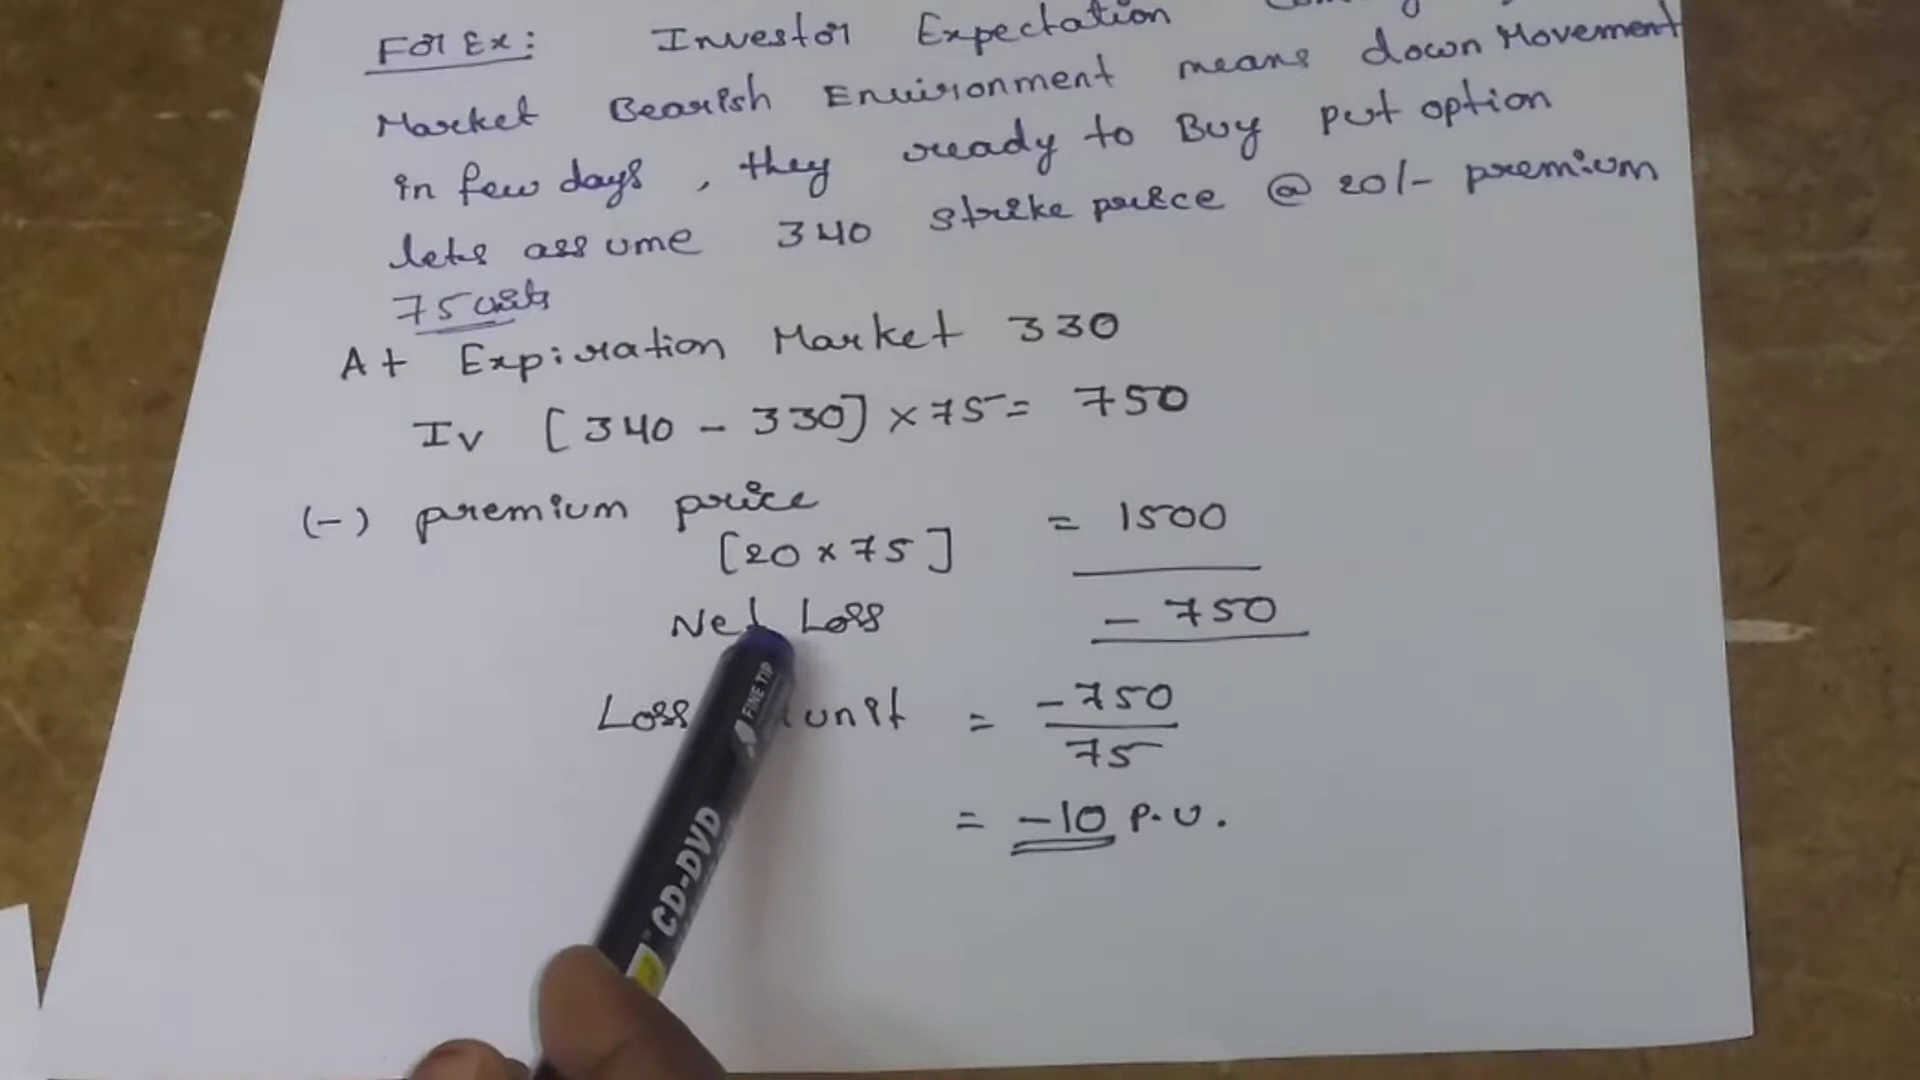 For Ex: Investor Expectation
Market Bearish Environment means down Movement
in few days, they ready to Buy put option
lets assume 340 strike price @ 20/- premium
75 units
At Expiration Market 330
IV [340 - 330] x 75 = 750
(-) premium price = 1500
[20 x 75]
Net Loss - 750
Loss unit = -750
75
= -10 P.U.
FINE TIP
CD-DVD